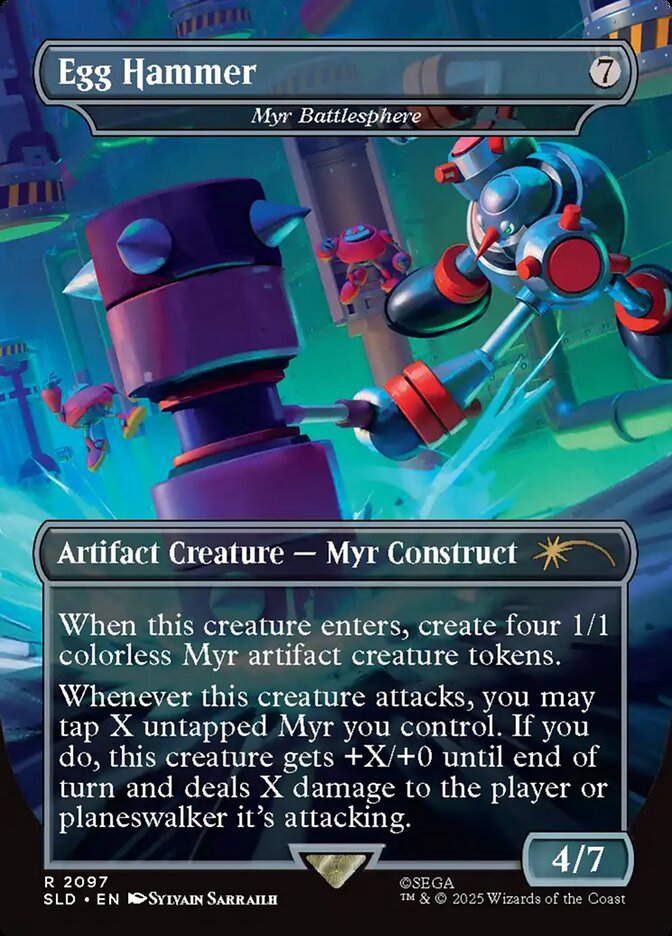 Egg Hammer 7
Myr Battlesphere
Artifact Creature — Myr Construct
When this creature enters, create four 1/1
colorless Myr artifact creature tokens.
Whenever this creature attacks, you may
tap X untapped Myr you control. If you
do, this creature gets +X/+0 until end of
turn and deals X damage to the player or
planeswalker it's attacking.
4/7
R 2097
SLD • EN Sylvain Sarrailh
©SEGA
™ & © 2025 Wizards of the Coast